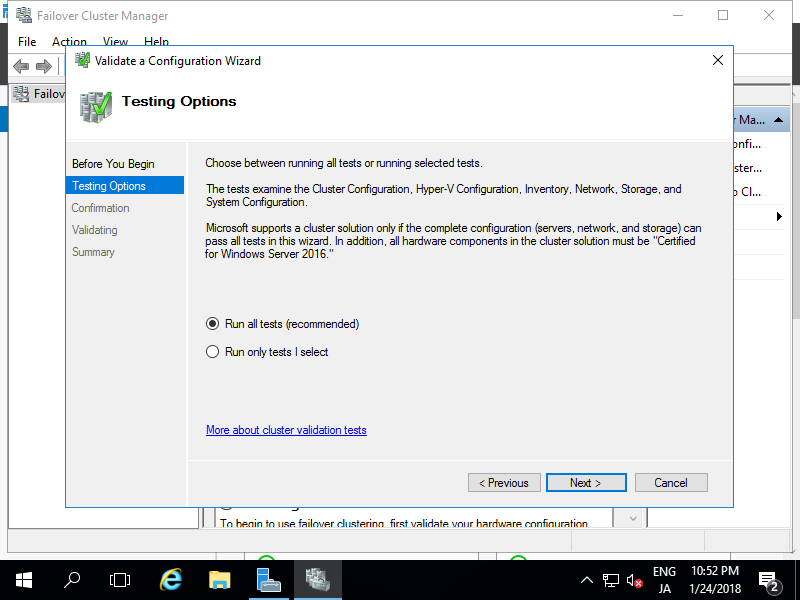 Failover Cluster Manager
File Action View Help
Validate a Configuration Wizard
Failov
Testing Options
Before You Begin
Testing Options
Confirmation
Validating
Summary
Choose between running all tests or running selected tests.
The tests examine the Cluster Configuration, Hyper-V Configuration, Inventory, Network, Storage, and
System Configuration.
Microsoft supports a cluster solution only if the complete configuration (servers, network, and storage) can
pass all tests in this wizard. In addition, all hardware components in the cluster solution must be "Certified
for Windows Server 2016."
Run all tests (recommended)
Run only tests I select
More about cluster validation tests
< Previous Next > Cancel
r Ma...
onfi...
ster...
o Cl...
To begin to use failover clustering, first validate your hardware configuration
ENG
JA
10:52 PM
1/24/2018
2